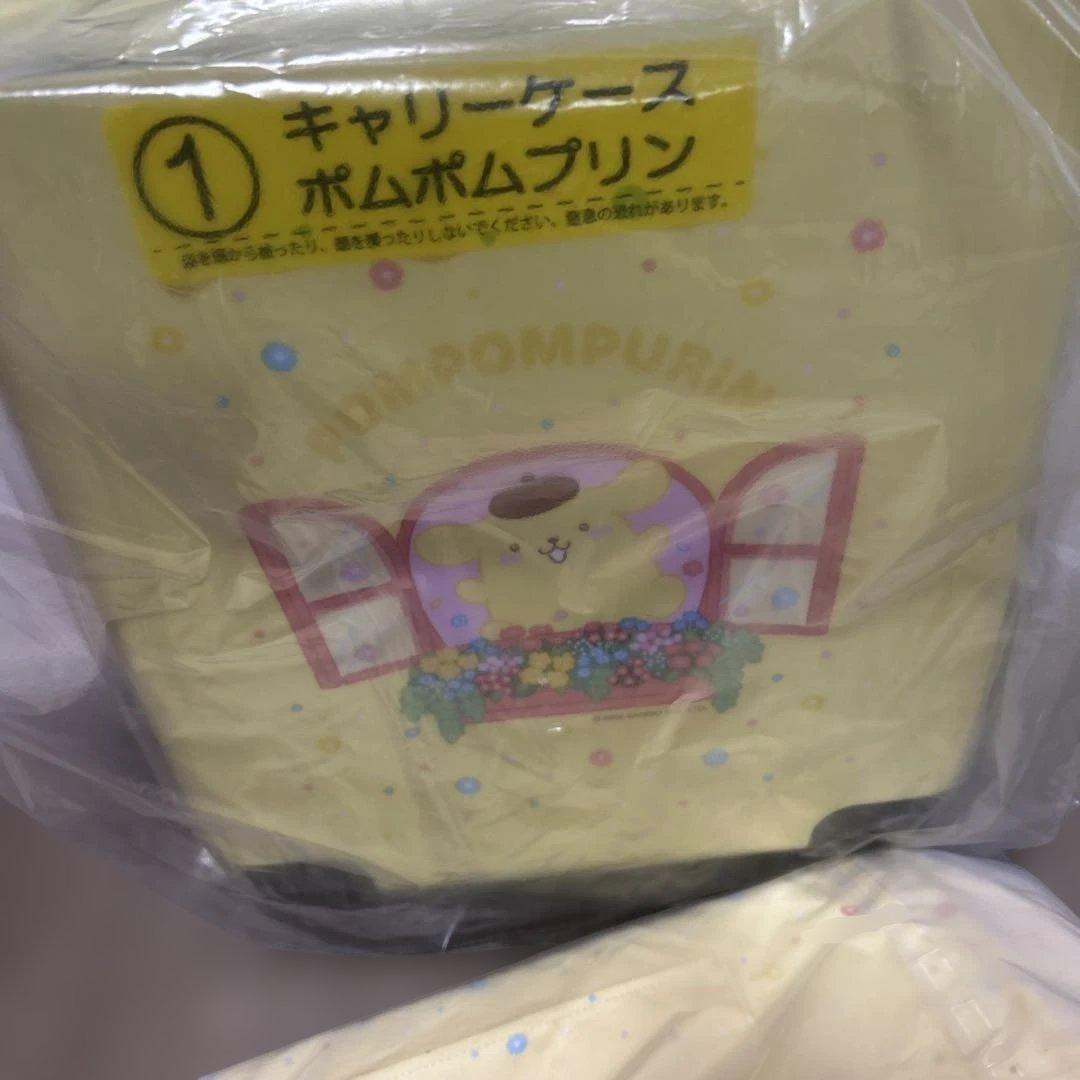 ① キャリーケース
ポムポムプリン
袋を頭から被ったり、顔を覆ったりしないでください。窒息の恐れがあります。
POMPOMPURIN